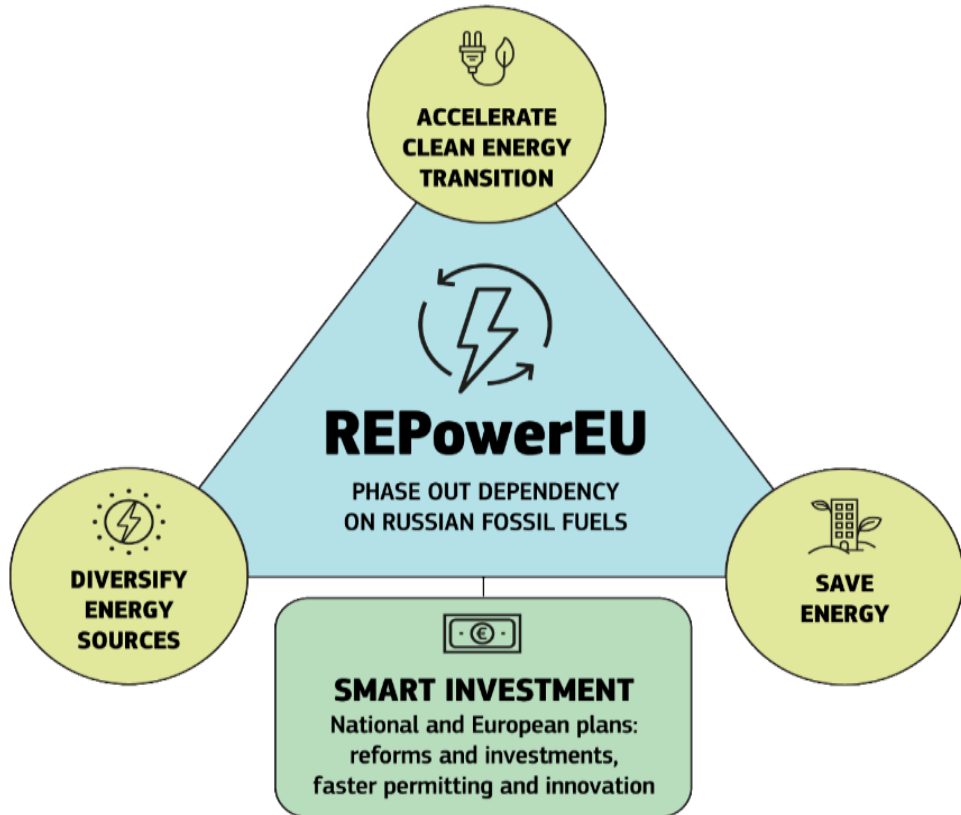 ACCELERATE
CLEAN ENERGY
TRANSITION
REPowerEU
PHASE OUT DEPENDENCY
ON RUSSIAN FOSSIL FUELS
DIVERSIFY
ENERGY
SOURCES
SAVE
ENERGY
€
SMART INVESTMENT
National and European plans:
reforms and investments,
faster permitting and innovation